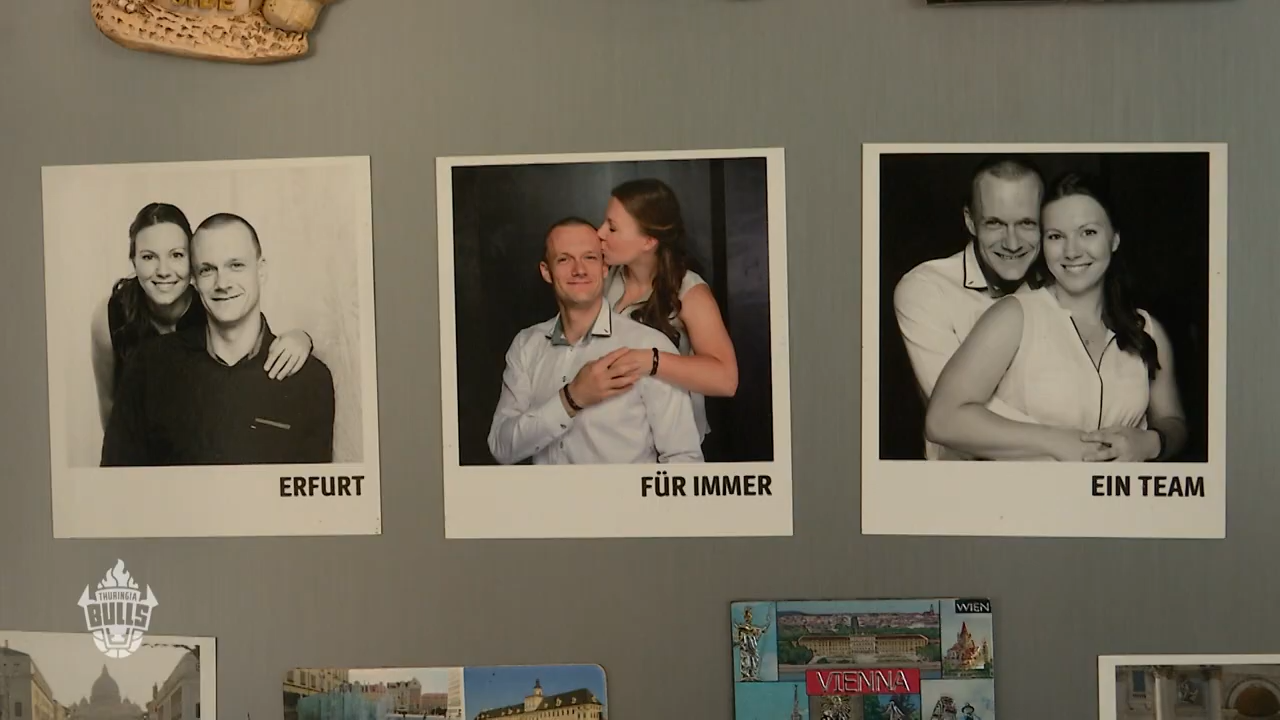 ERFURT
FÜR IMMER
EIN TEAM
THURINGIA
BULLS
WIEN
VIENNA